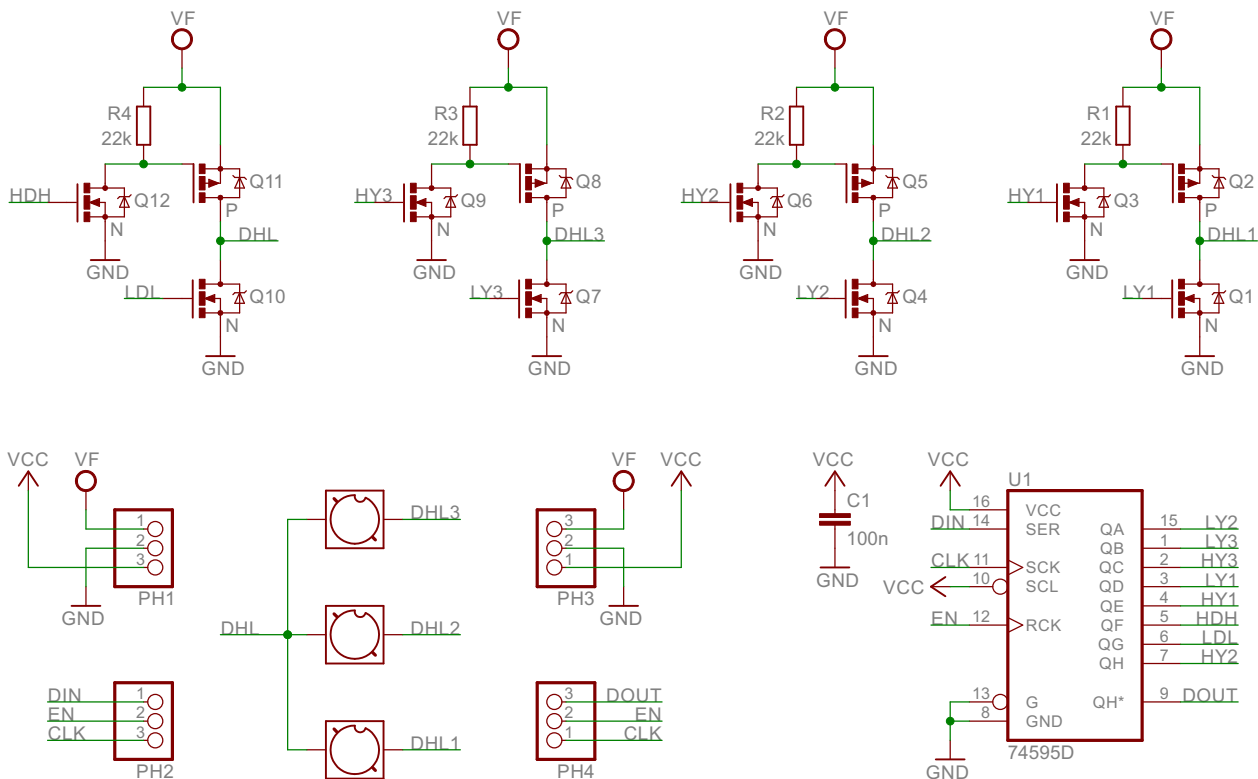 VF VF VF VF
R4 R3 R2 R1
22k 22k 22k 22k
HDH Q12 Q11 HY3 Q9 Q8 HY2 Q6 Q5 HY1 Q3 Q2
N P N P N P N P
GND DHL GND DHL3 GND DHL2 GND DHL1
LDL Q10 LY3 Q7 LY2 Q4 LY1 Q1
N N N N
GND GND GND GND
VCC VF
1
2
3
GND PH1
DIN 1
EN 2
CLK 3
PH2
DHL
DHL3
DHL2
DHL1
VF VCC
3
2
1
PH3 GND
3 DOUT
2 EN
1 CLK
PH4
VCC
C1
100n
GND
VCC U1
16 VCC
DIN 14 SER QA 15 LY2
QB 1 LY3
CLK 11 SCK QC 2 HY3
VCC 10 SCL QD 3 LY1
QE 4 HY1
EN 12 RCK QF 5 HDH
QG 6 LDL
QH 7 HY2
13 G QH* 9 DOUT
8 GND
74595D
GND